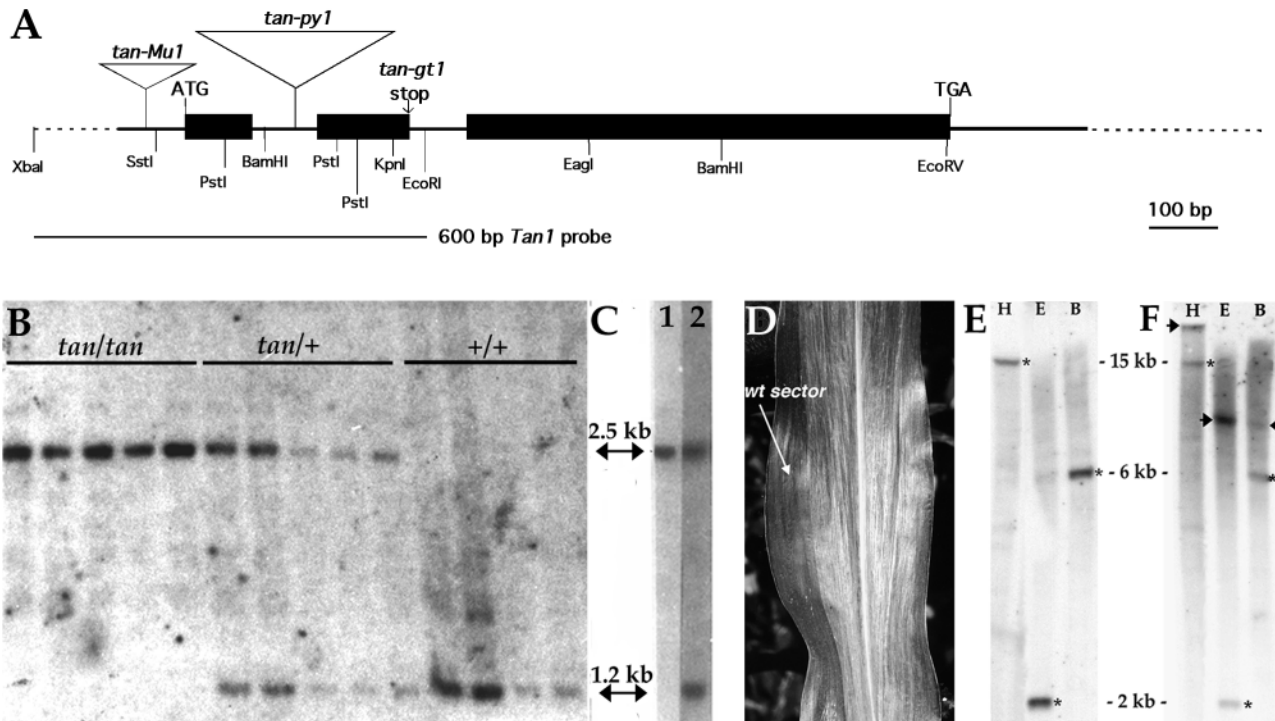 A
tan-Mu1
tan-py1
tan-gt1
stop
ATG
TGA
XbaI
SstI
PstI
BamHI
PstI
PstI
KpnI
EcoRI
EagI
BamHI
EcoRV
100 bp
600 bp Tan1 probe
B
tan/tan
tan/+
+/+
2.5 kb
1.2 kb
C
1 2
D
wt sector
E
H E B
*
*
*
- 15 kb -
- 6 kb -
- 2 kb -
F
H E B
*
*
*